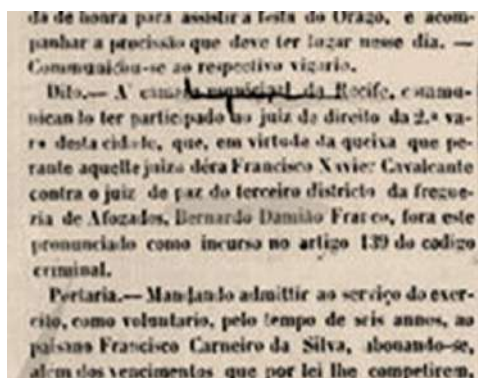 da de honra para assistir a festa do Orago, e acom-
panhar a procissão que deve ter lugar nesse dia. —
Communicou-se ao respectivo vigario.
Dito.— A' camara municipal do Recife, commu-
nicando ter participado ao juiz de direito da 2.ª va-
ra desta cidade, que, em virtude da queixa que pe-
rante aquelle juizo déra Francisco Xavier Cavalcante
contra o juiz de paz do terceiro districto da fregue-
zia de Afogados, Bernardo Damião Franco, fora este
pronunciado como incurso no artigo 139 do codigo
criminal.
Portaria.— Mandando admittir ao serviço do exer-
cito, como voluntario, pelo tempo de seis annos, ao
paisano Francisco Carneiro da Silva, abonando-se,
além dos vencimentos que por lei lhe competirem,